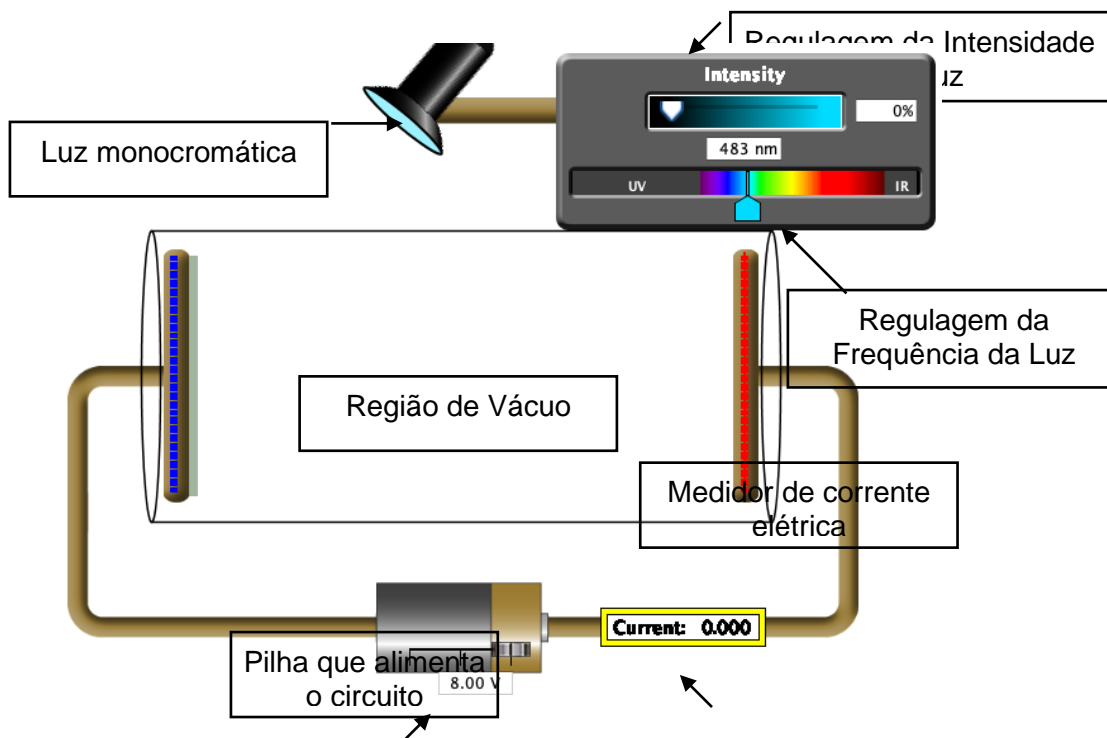 Regulagem da Intensidade
uz
Intensity
0%
483 nm
UV
IR
Luz monocromática
Regulagem da
Frequência da Luz
Região de Vácuo
Medidor de corrente
elétrica
Current: 0.000
Pilha que alimenta
o circuito
8.00 V